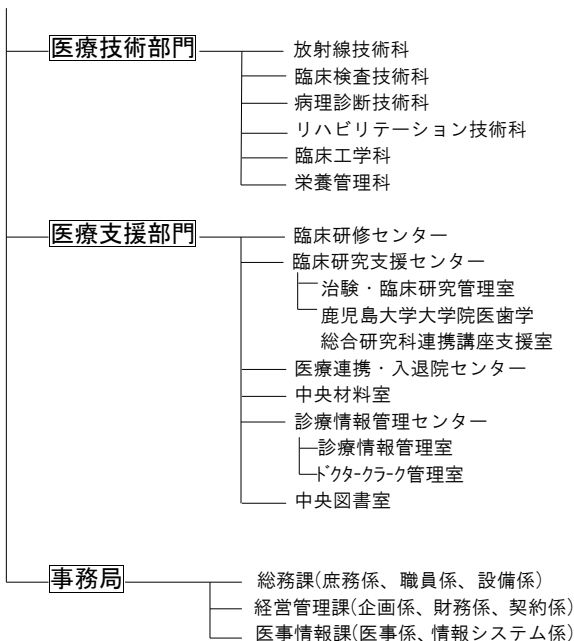 医療技術部門
放射線技術科
臨床検査技術科
病理診断技術科
リハビリテーション技術科
臨床工学科
栄養管理科
医療支援部門
臨床研修センター
臨床研究支援センター
治験・臨床研究管理室
鹿児島大学大学院医歯学
総合研究科連携講座支援室
医療連携・入退院センター
中央材料室
診療情報管理センター
診療情報管理室
ﾄﾞｸﾀｰｸﾗｰｸ管理室
中央図書室
事務局
総務課(庶務係、職員係、設備係)
経営管理課(企画係、財務係、契約係)
医事情報課(医事係、情報システム係)